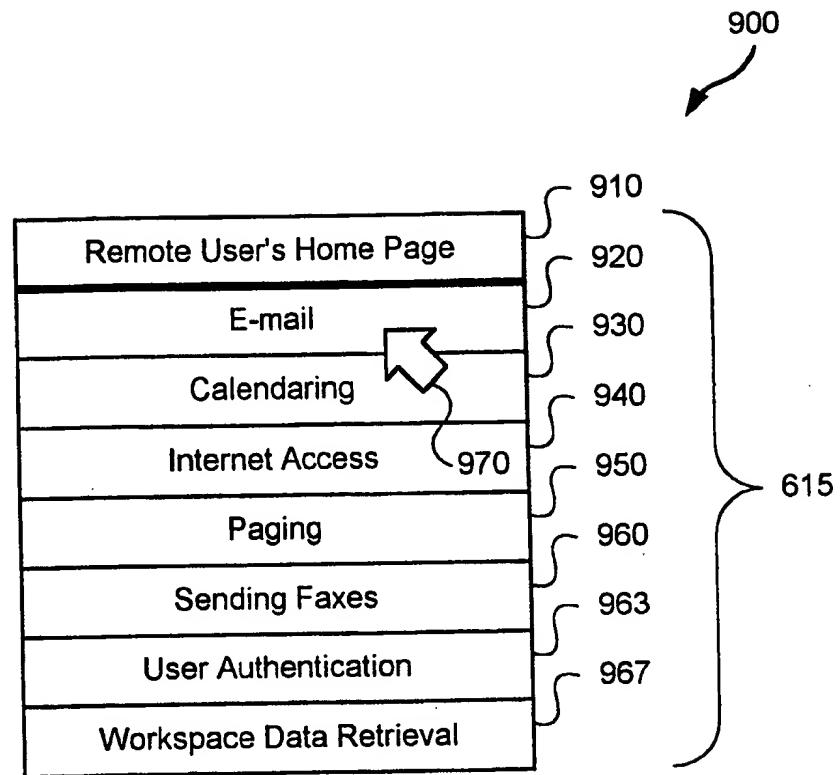 900
910
Remote User's Home Page
920
E-mail
930
Calendaring
940
Internet Access
970
950
615
Paging
960
Sending Faxes
963
User Authentication
967
Workspace Data Retrieval